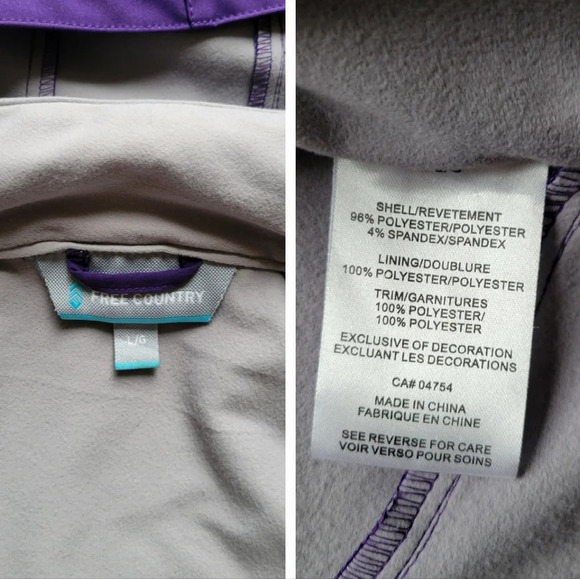 FREE COUNTRY
L/G
SHELL/REVETEMENT
96% POLYESTER/POLYESTER
4% SPANDEX/SPANDEX
LINING/DOUBLURE
100% POLYESTER/POLYESTER
TRIM/GARNITURES
100% POLYESTER/
100% POLYESTER
EXCLUSIVE OF DECORATION
EXCLUANT LES DECORATIONS
CA# 04754
MADE IN CHINA
FABRIQUE EN CHINE
SEE REVERSE FOR CARE
VOIR VERSO POUR SOINS